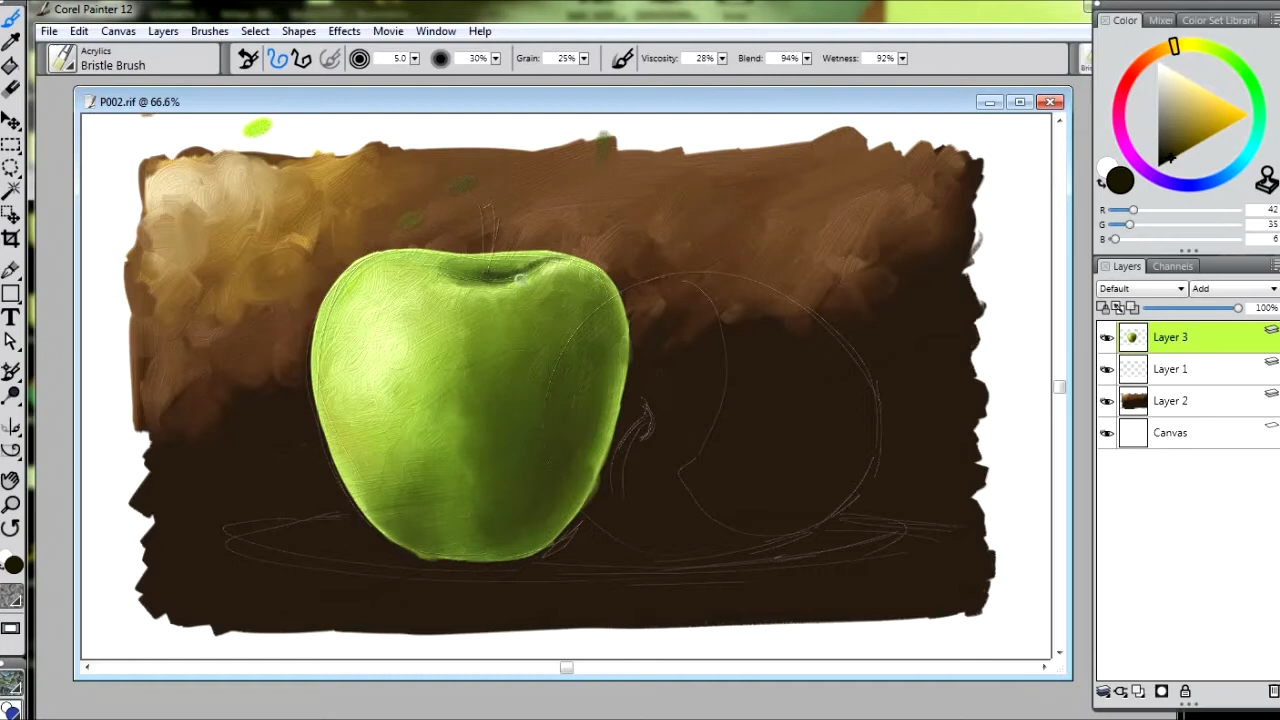 Corel Painter 12
File Edit Canvas Layers Brushes Select Shapes Effects Movie Window Help
Acrylics
Bristle Brush
5.0 30% Grain: 25% Viscosity: 28% Blend: 94% Wetness: 92%
P002.rif @ 66.6%
Color Mixer Color Set Librari
R 42
G 35
B 6
Layers Channels
Default Add
100%
Layer 3
Layer 1
Layer 2
Canvas